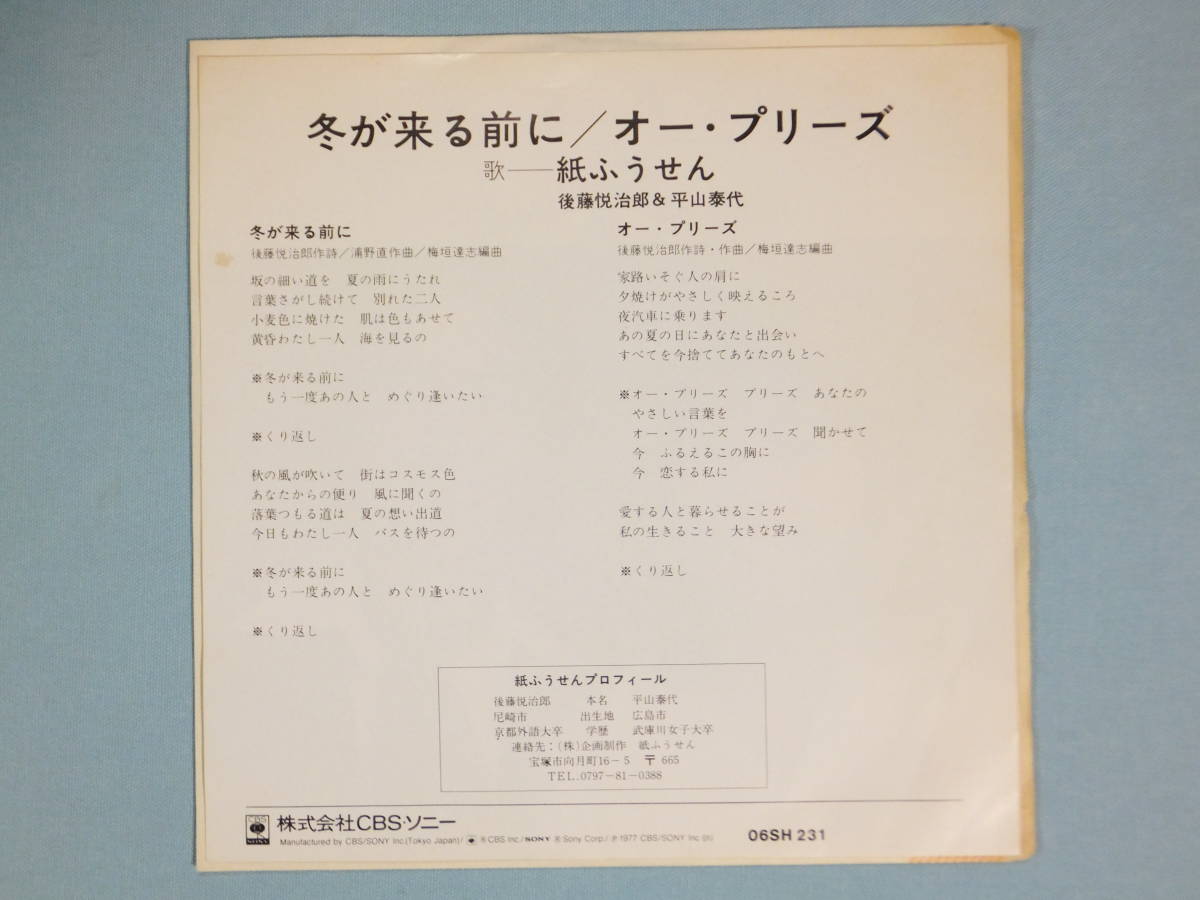 冬が来る前に/オー・プリーズ
歌──紙ふうせん
後藤悦治郎&平山泰代
冬が来る前に
後藤悦治郎作詩/浦野直作曲/梅垣達志編曲
坂の細い道を　夏の雨にうたれ
言葉さがし続けて　別れた二人
小麦色に焼けた　肌は色もあせて
黄昏わたし一人　海を見るの
※冬が来る前に
もう一度あの人と　めぐり逢いたい
※くり返し
秋の風が吹いて　街はコスモス色
あなたからの便り　風に聞くの
落葉つもる道は　夏の想い出道
今日もわたし一人　バスを待つの
※冬が来る前に
もう一度あの人と　めぐり逢いたい
※くり返し
オー・プリーズ
後藤悦治郎作詩・作曲/梅垣達志編曲
家路いそぐ人の肩に
夕焼けがやさしく映えるころ
夜汽車に乗ります
あの夏の日にあなたと出会い
すべてを今捨ててあなたのもとへ
※オー・プリーズ　プリーズ　あなたの
やさしい言葉を
オー・プリーズ　プリーズ　聞かせて
今　ふるえるこの胸に
今　恋する私に
愛する人と暮らせることが
私の生きること　大きな望み
※くり返し
紙ふうせんプロフィール
後藤悦治郎　本名　平山泰代
尼崎市　出生地　広島市
京都外語大卒　学歴　武庫川女子大卒
連絡先:(株)企画制作　紙ふうせん
宝塚市向月町16-5　〒665
TEL.0797-81-0388
CBS SONY 株式会社CBS・ソニー
Manufactured by CBS/SONY Inc.(Tokyo Japan)/ ® CBS Inc./SONY ® Sony Corp./℗1977 CBS/SONY Inc.
06SH 231